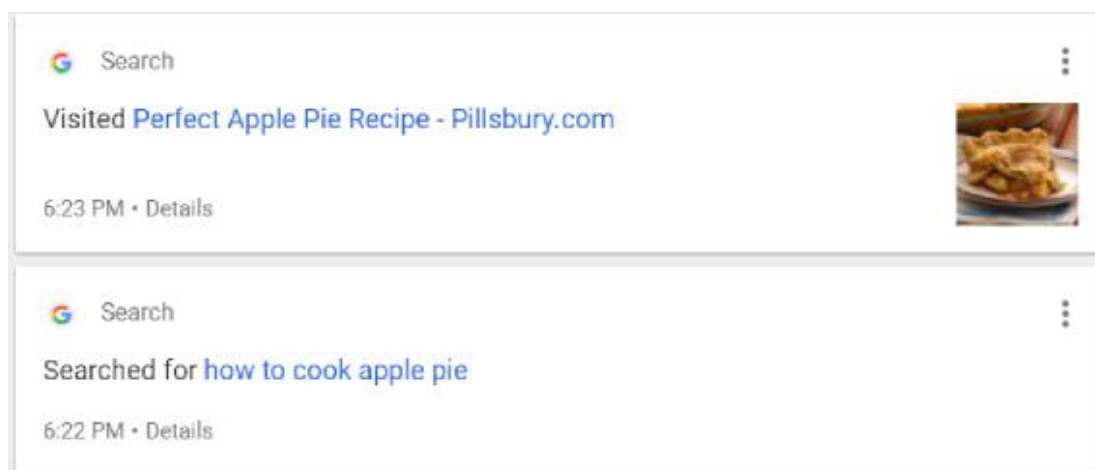 Search
Visited Perfect Apple Pie Recipe - Pillsbury.com
6:23 PM • Details
Search
Searched for how to cook apple pie
6:22 PM • Details